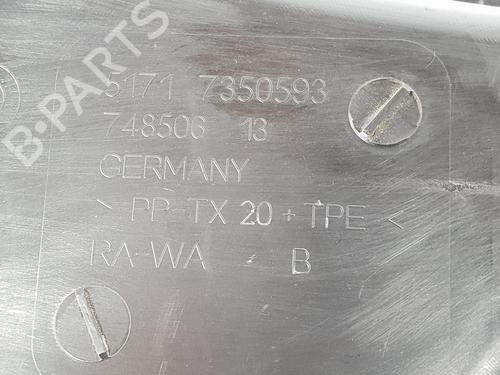 B-PARTS
5171 7350593
748506 13
GERMANY
> PP-TX 20 + TPE <
RA-WA B